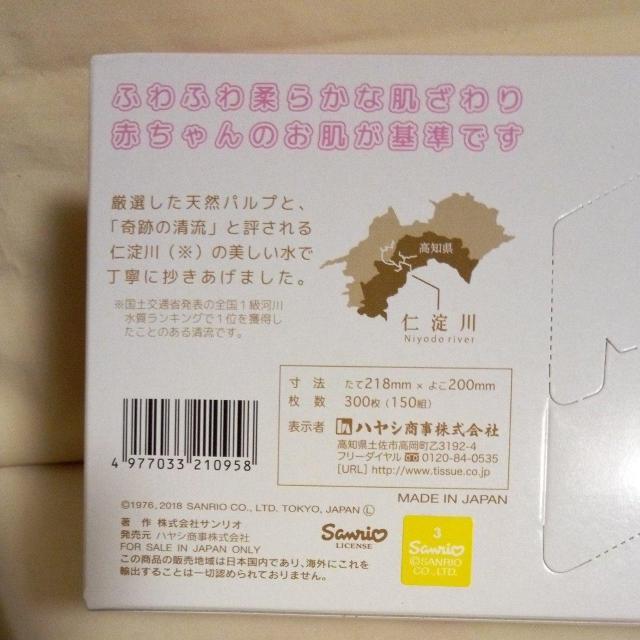 ふわふわ柔らかな肌ざわり
赤ちゃんのお肌が基準です
厳選した天然パルプと、
「奇跡の清流」と評される
仁淀川（※）の美しい水で
丁寧に抄きあげました。
※国土交通省発表の全国1級河川
水質ランキングで1位を獲得し
たことのある清流です。
高知県
仁淀川
Niyodo river
寸法 たて218mm×よこ200mm
枚数 300枚(150組)
表示者 ハヤシ商事株式会社
高知県土佐市高岡町乙3192-4
フリーダイヤル 0120-84-0535
[URL] http://www.tissue.co.jp
4 977033 210958
MADE IN JAPAN
©1976, 2018 SANRIO CO., LTD. TOKYO, JAPAN Ⓛ
著作 株式会社サンリオ
発売元 ハヤシ商事株式会社
FOR SALE IN JAPAN ONLY
この商品の販売地域は日本国内であり、海外にこれを
輸出することは一切認められておりません。
Sanrio
LICENSE
3
Sanrio
©SANRIO
CO., LTD.